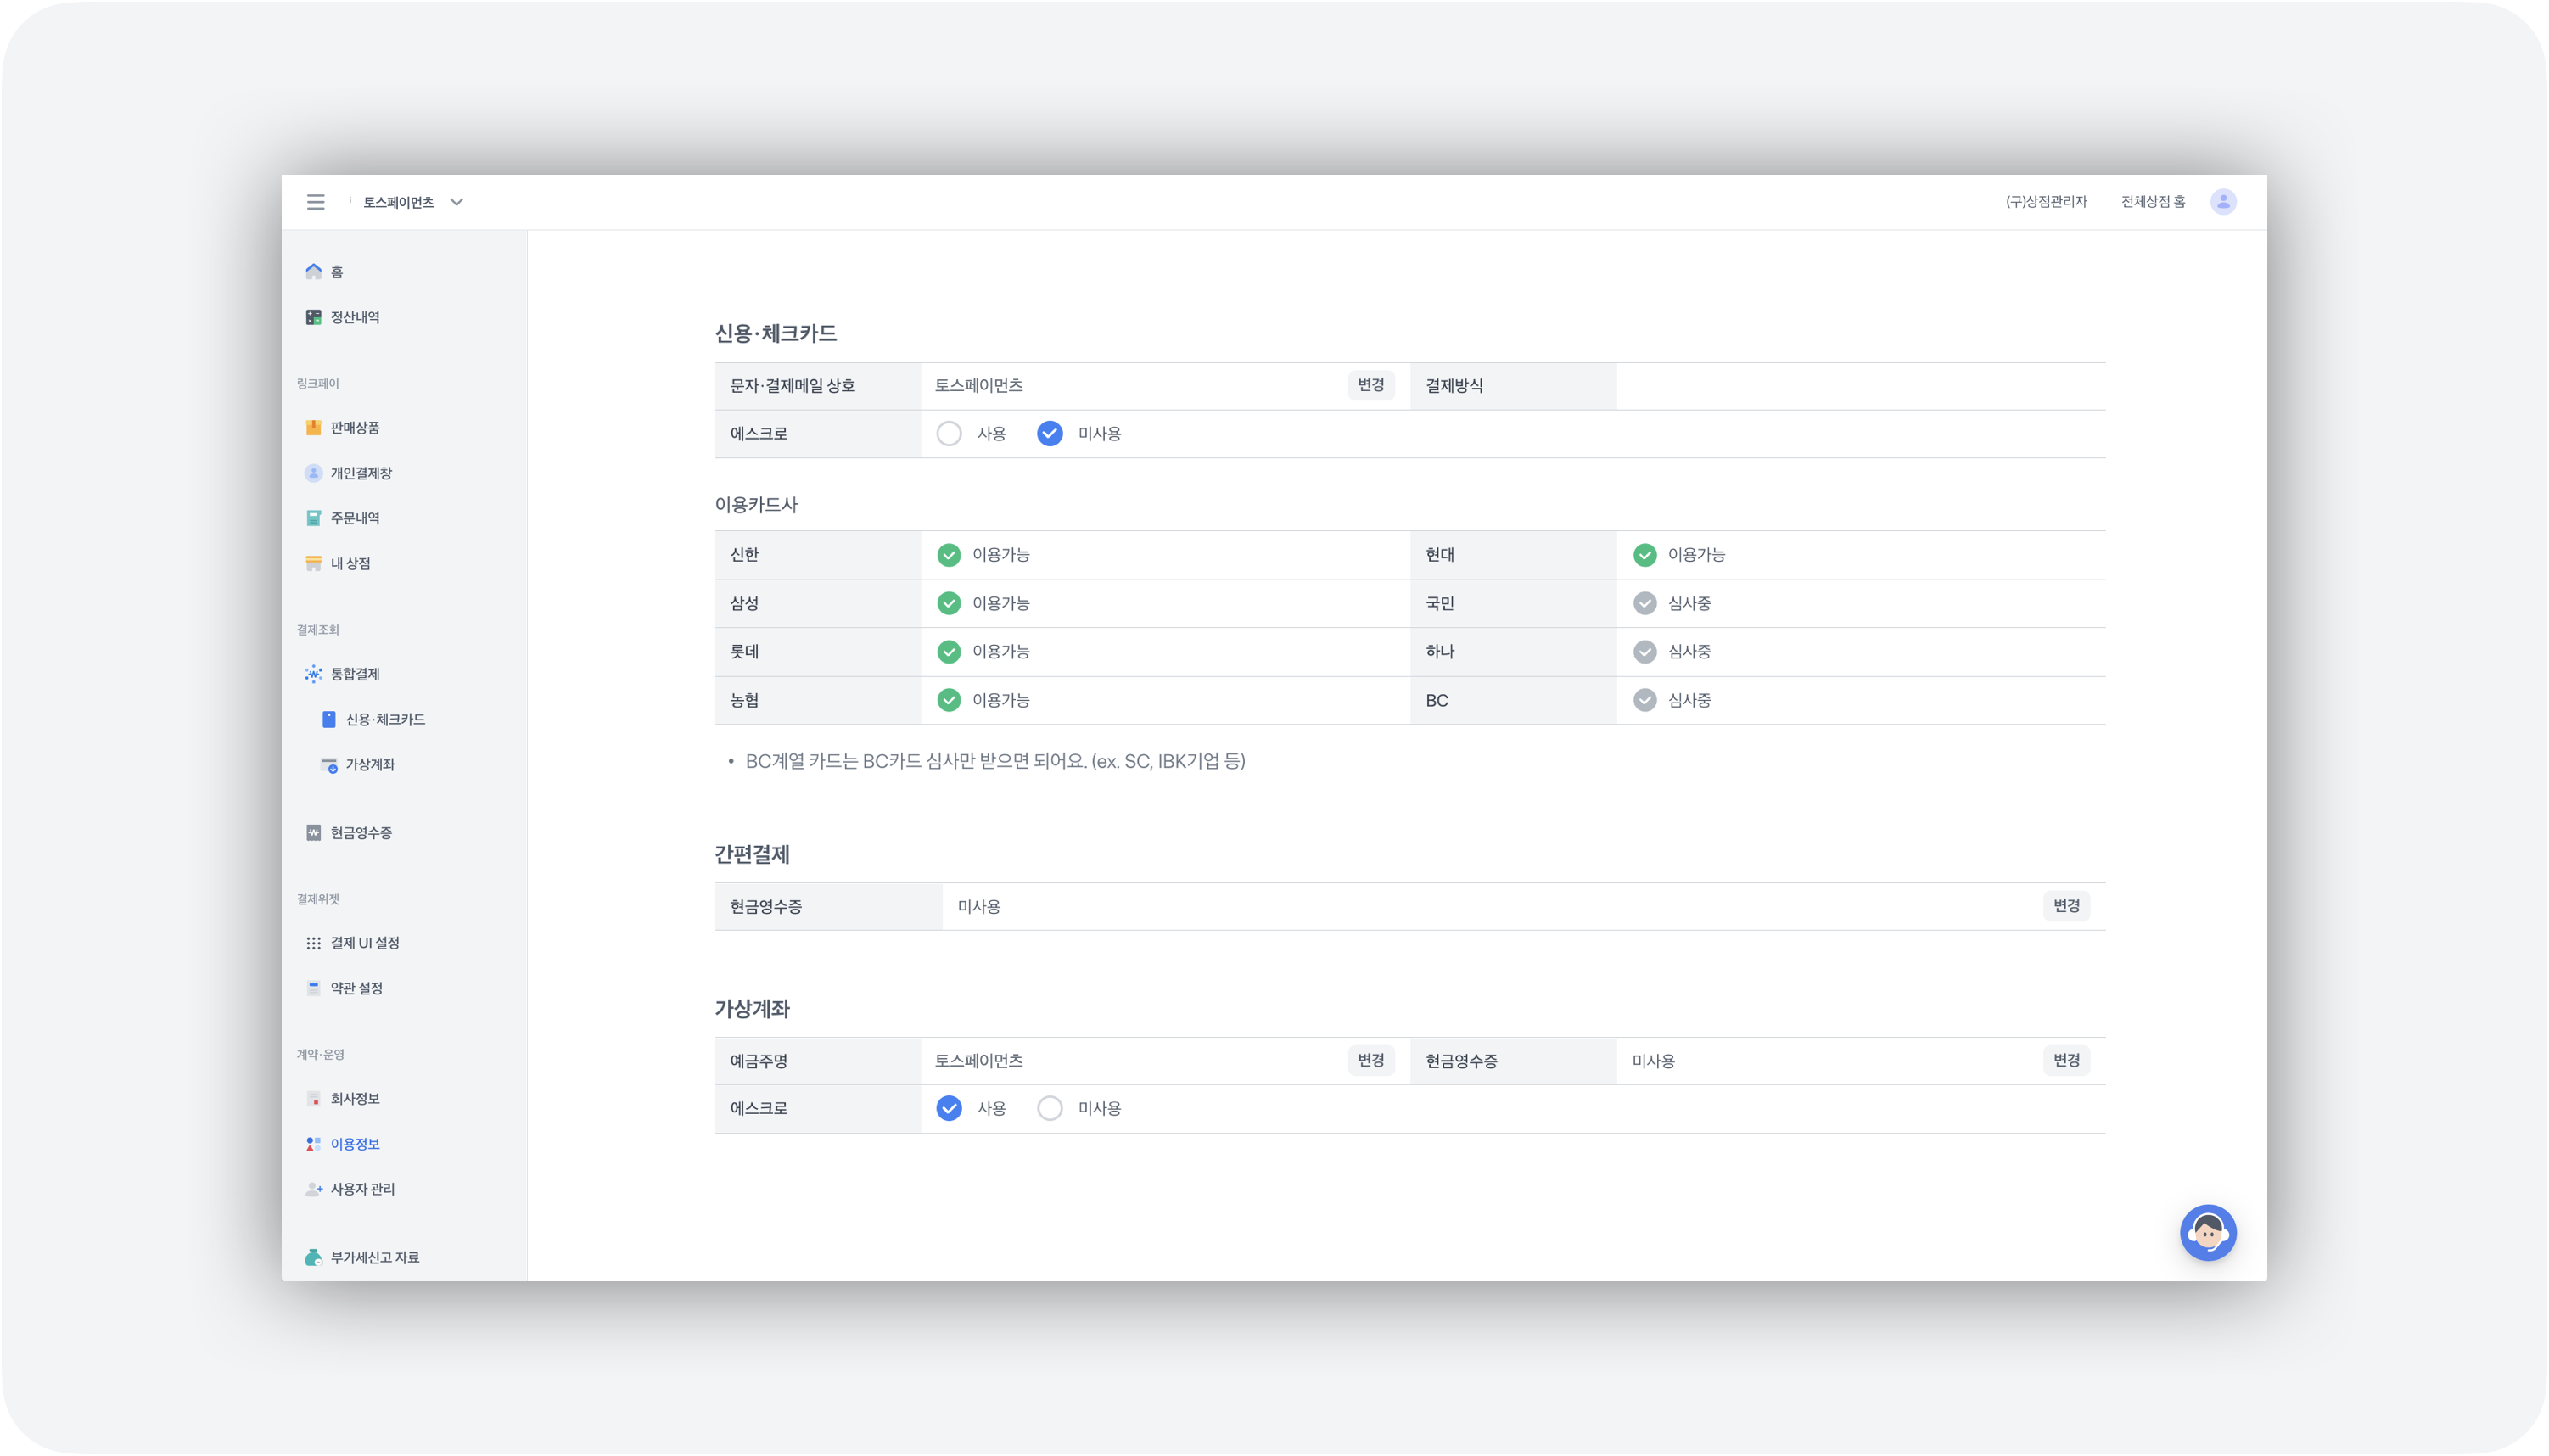 토스페이먼츠
(구)상점관리자 전체상점 홈
홈
정산내역
링크페이
판매상품
개인결제창
주문내역
내 상점
결제조회
통합결제
신용·체크카드
가상계좌
현금영수증
결제위젯
결제 UI 설정
약관 설정
계약·운영
회사정보
이용정보
사용자 관리
부가세신고 자료
신용·체크카드
문자·결제메일 상호 토스페이먼츠 변경 결제방식
에스크로 사용 미사용
이용카드사
신한 이용가능 현대 이용가능
삼성 이용가능 국민 심사중
롯데 이용가능 하나 심사중
농협 이용가능 BC 심사중
• BC계열 카드는 BC카드 심사만 받으면 되어요. (ex. SC, IBK기업 등)
간편결제
현금영수증 미사용 변경
가상계좌
예금주명 토스페이먼츠 변경 현금영수증 미사용 변경
에스크로 사용 미사용